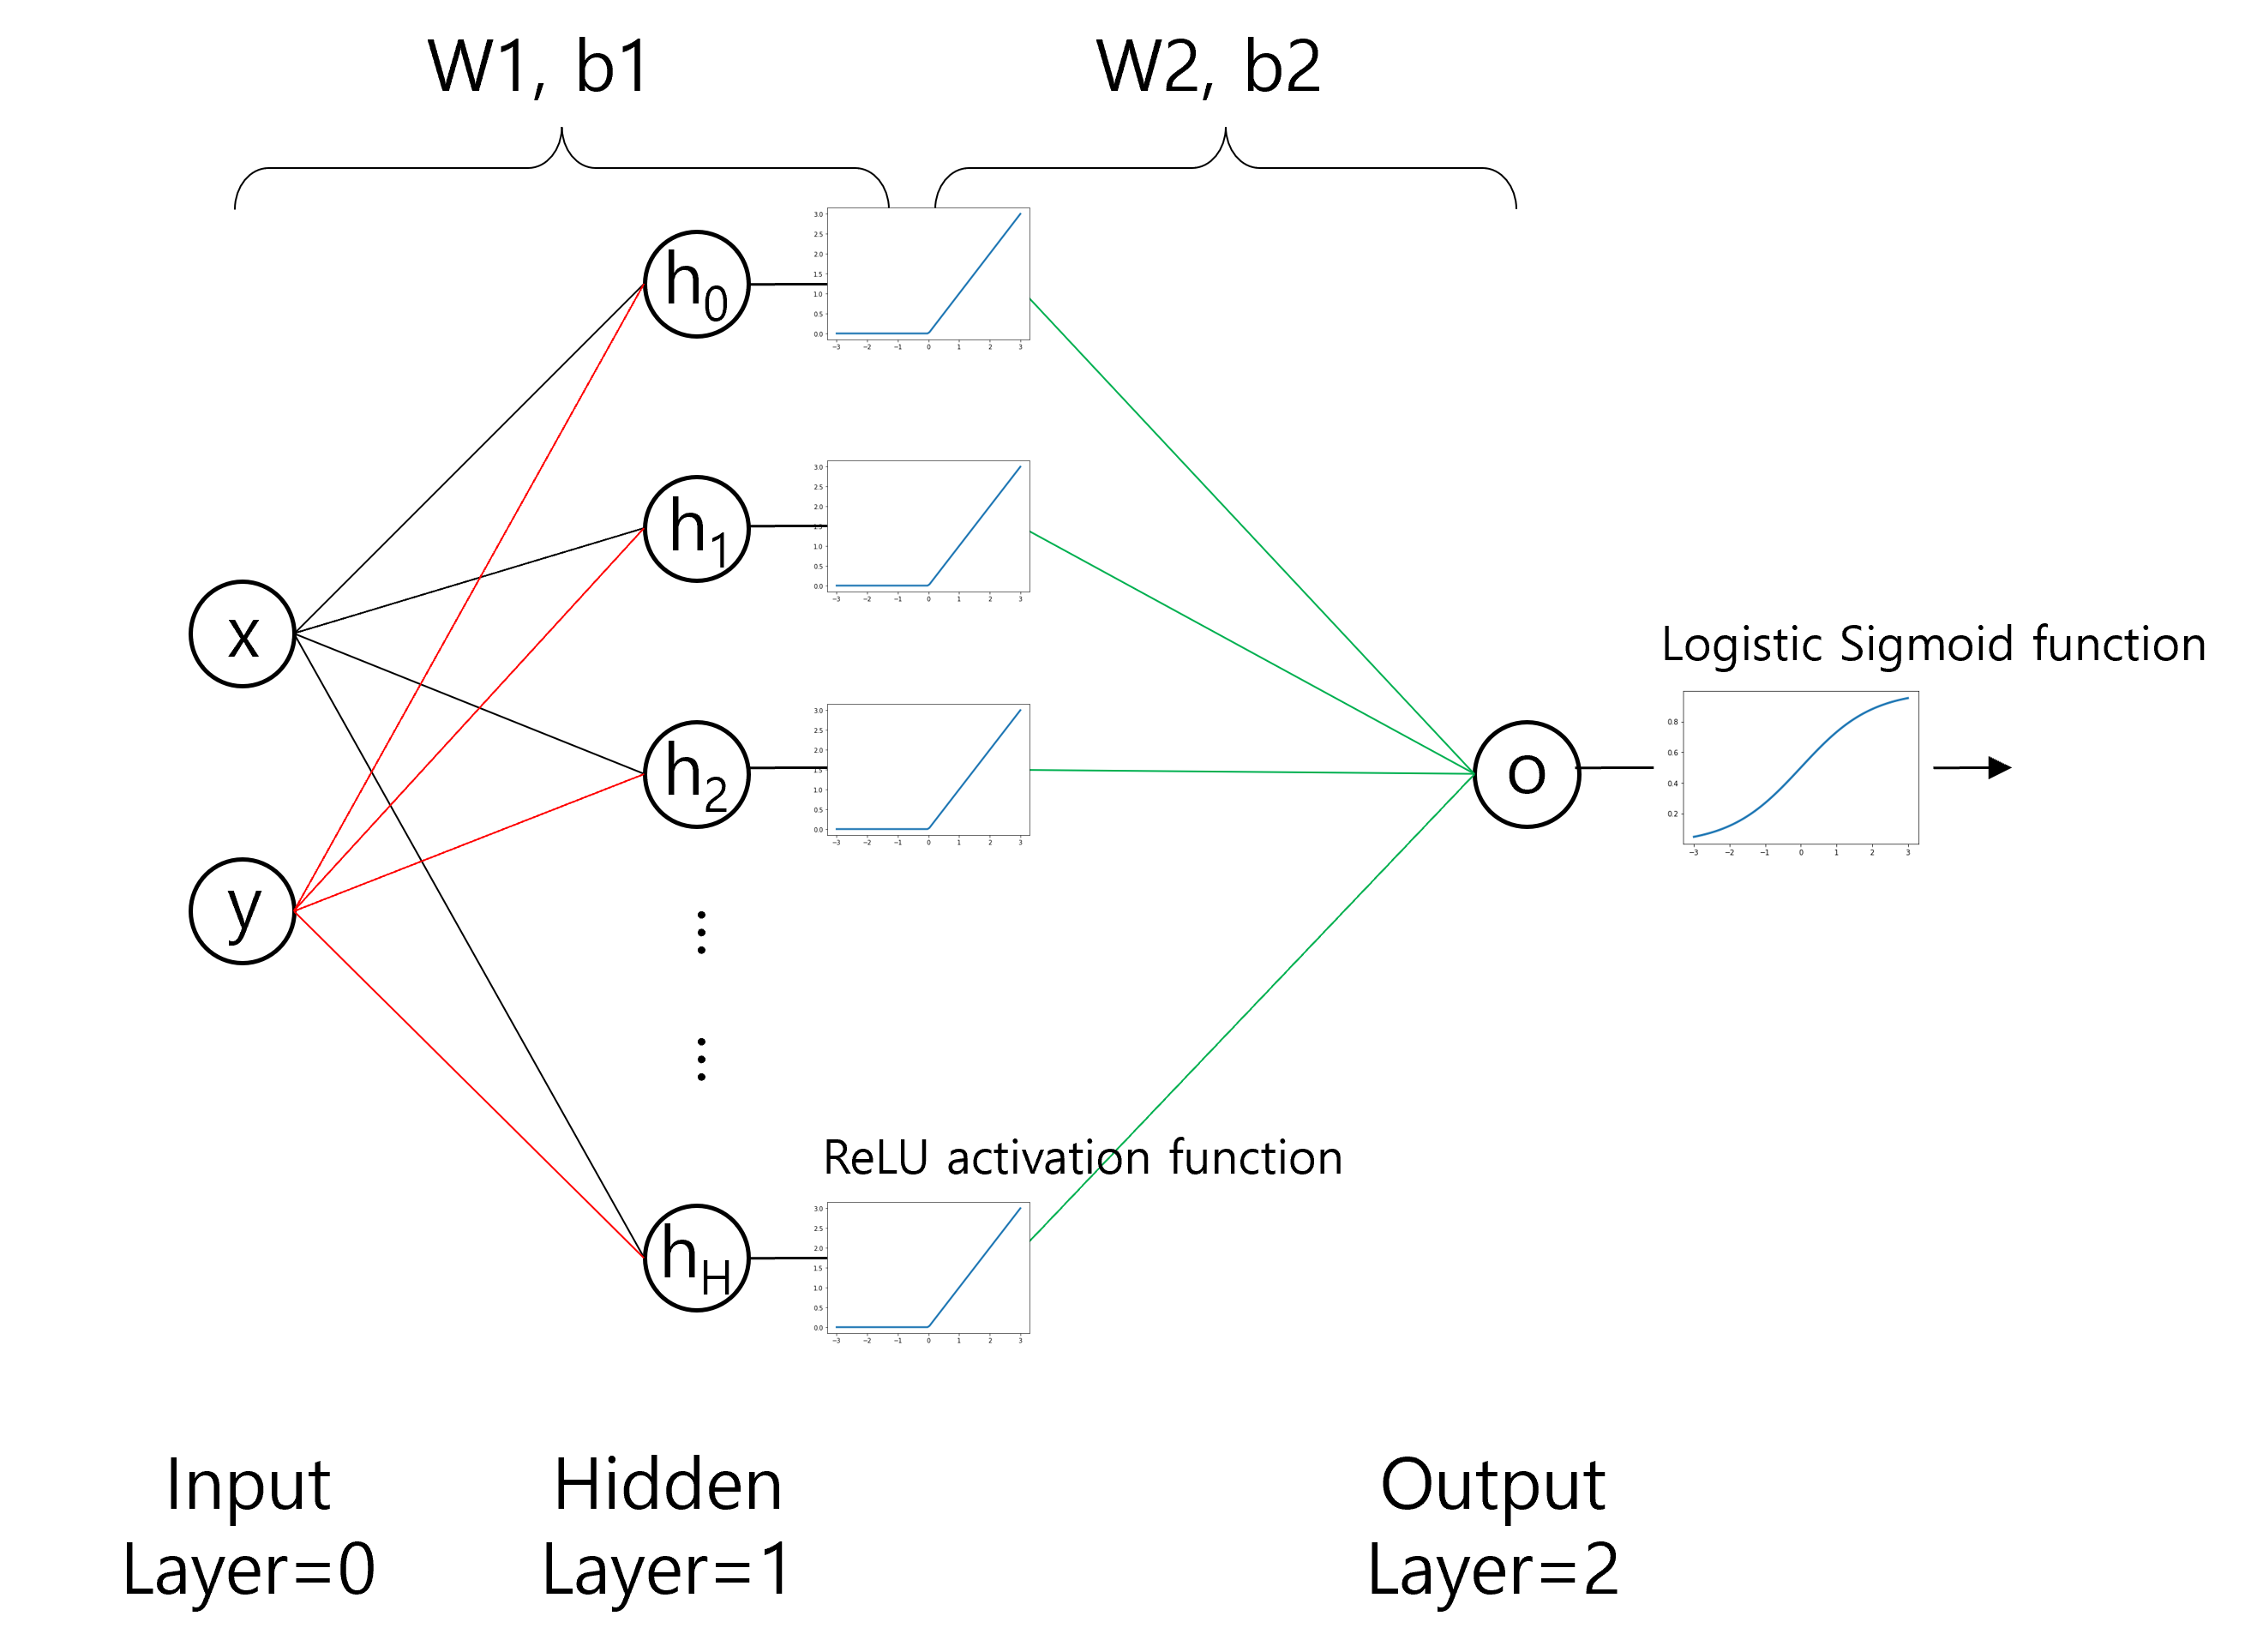 W1, b1
W2, b2
h0
3.0
2.5
2.0
1.5
1.0
0.5
0.0
−3 −2 −1 0 1 2 3
h1
3.0
2.5
2.0
1.5
1.0
0.5
0.0
−3 −2 −1 0 1 2 3
x
Logistic Sigmoid function
h2
3.0
2.5
2.0
1.5
1.0
0.5
0.0
−3 −2 −1 0 1 2 3
o
0.8
0.6
0.4
0.2
−3 −2 −1 0 1 2 3
y
ReLU activation function
hH
3.0
2.5
2.0
1.5
1.0
0.5
0.0
−3 −2 −1 0 1 2 3
Input
Layer=0
Hidden
Layer=1
Output
Layer=2